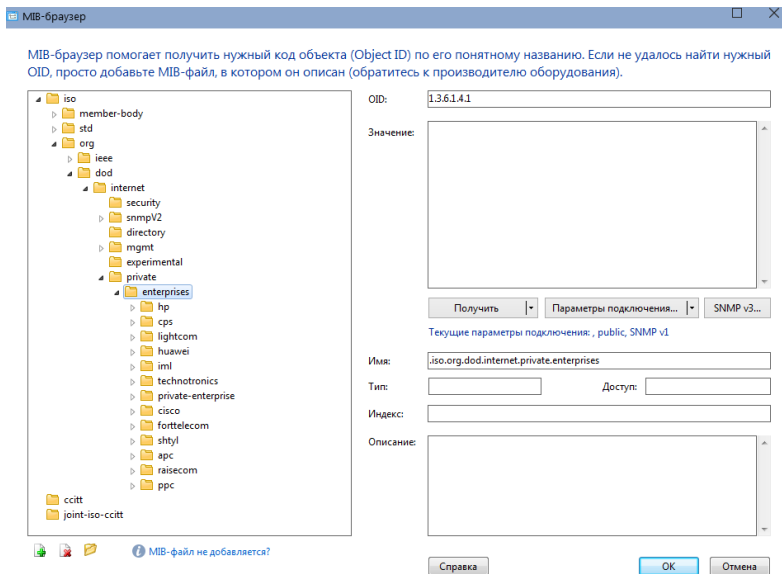 MIB-браузер
MIB-браузер помогает получить нужный код объекта (Object ID) по его понятному названию. Если не удалось найти нужный
OID, просто добавьте MIB-файл, в котором он описан (обратитесь к производителю оборудования).
iso
member-body
std
org
ieee
dod
internet
security
snmpV2
directory
mgmt
experimental
private
enterprises
hp
cps
lightcom
huawei
iml
technotronics
private-enterprise
cisco
forttelecom
shtyl
apc
raisecom
ppc
ccitt
joint-iso-ccitt
MIB-файл не добавляется?
OID: 1.3.6.1.4.1
Значение:
Получить Параметры подключения... SNMP v3...
Текущие параметры подключения: , public, SNMP v1
Имя: .iso.org.dod.internet.private.enterprises
Тип: Доступ:
Индекс:
Описание:
Справка OK Отмена